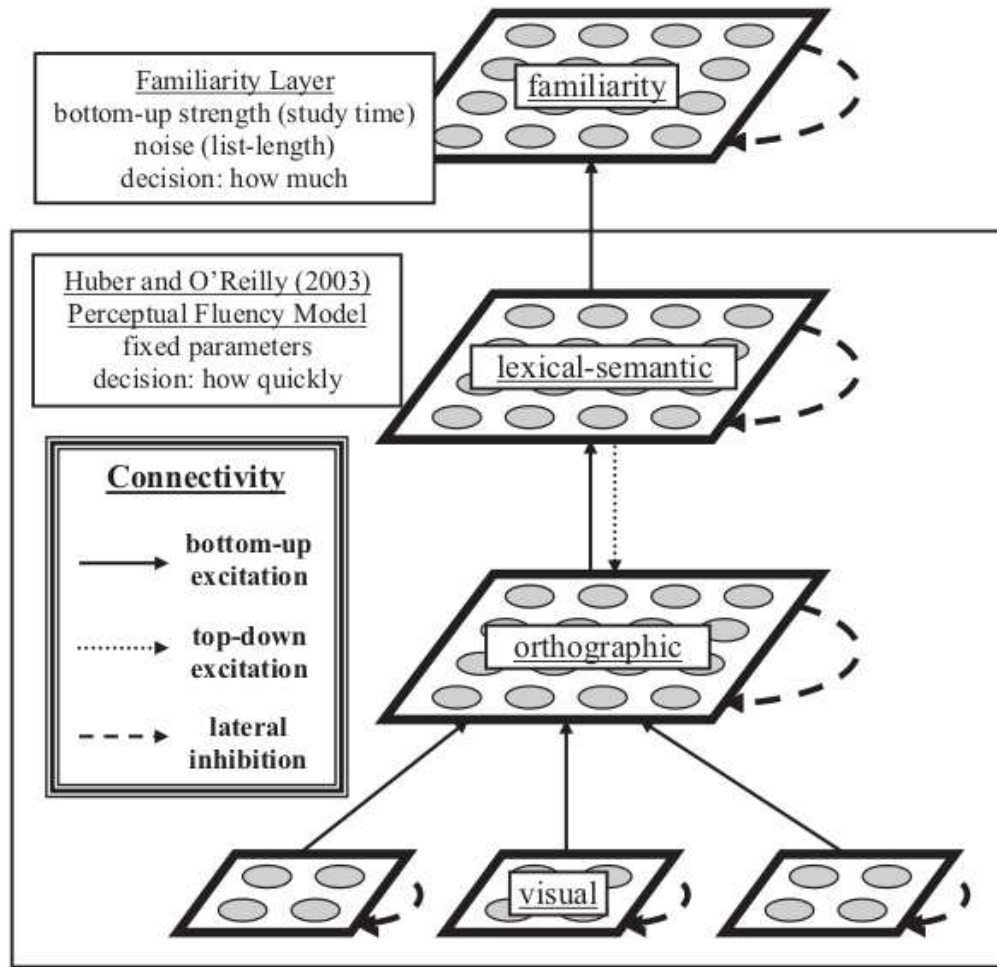 familiarity
Familiarity Layer
bottom-up strength (study time)
noise (list-length)
decision: how much
Huber and O’Reilly (2003)
Perceptual Fluency Model
fixed parameters
decision: how quickly
lexical-semantic
Connectivity
bottom-up
excitation
top-down
excitation
lateral
inhibition
orthographic
visual